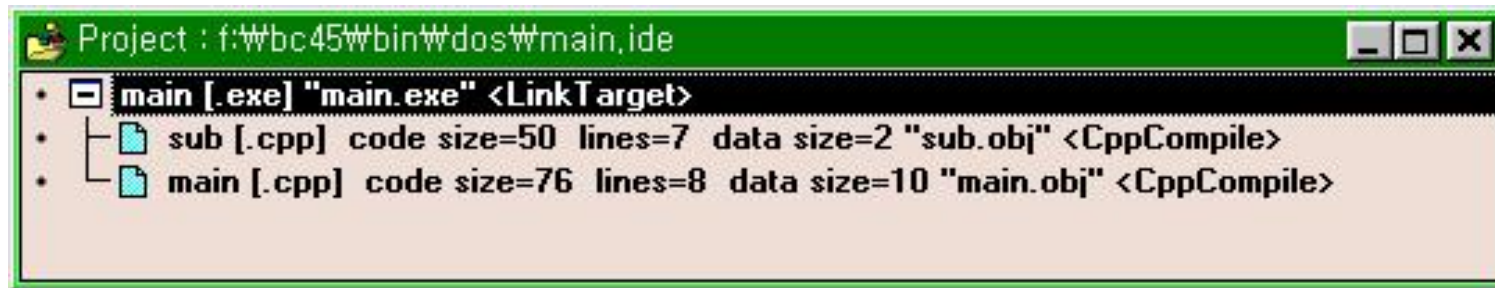 Project : f:₩bc45₩bin₩dos₩main.ide
main [.exe] "main.exe" <LinkTarget>
sub [.cpp] code size=50 lines=7 data size=2 "sub.obj" <CppCompile>
main [.cpp] code size=76 lines=8 data size=10 "main.obj" <CppCompile>